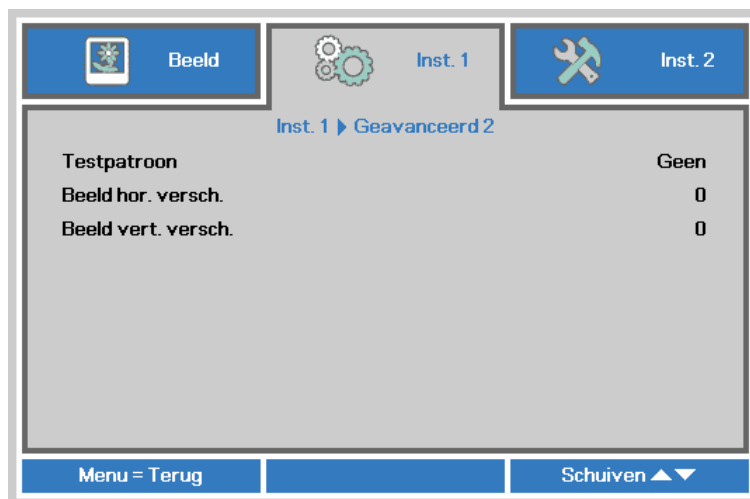 Beeld
Inst. 1
Inst. 2
Inst. 1 ▶ Geavanceerd 2
Testpatroon Geen
Beeld hor. versch. 0
Beeld vert. versch. 0
Menu = Terug
Schuiven ▲▼